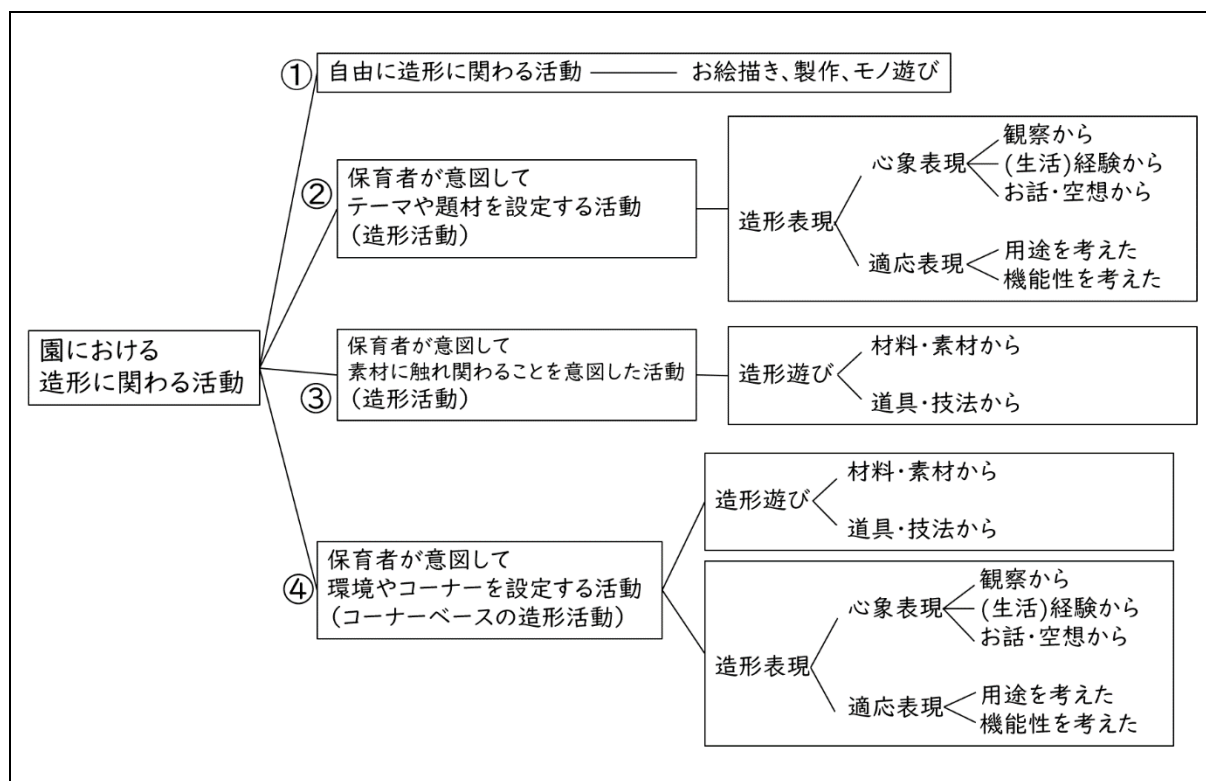 ① 自由に造形に関わる活動 お絵描き、製作、モノ遊び
② 保育者が意図して
テーマや題材を設定する活動
(造形活動)
造形表現
心象表現
観察から
(生活)経験から
お話・空想から
適応表現
用途を考えた
機能性を考えた
園における
造形に関わる活動
③ 保育者が意図して
素材に触れ関わることを意図した活動
(造形活動)
造形遊び
材料・素材から
道具・技法から
④ 保育者が意図して
環境やコーナーを設定する活動
(コーナーベースの造形活動)
造形遊び
材料・素材から
道具・技法から
造形表現
心象表現
観察から
(生活)経験から
お話・空想から
適応表現
用途を考えた
機能性を考えた